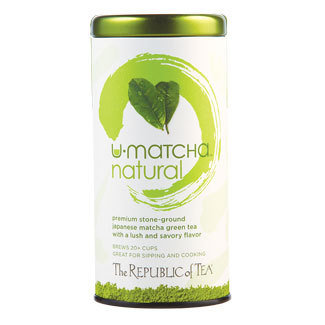 u·matcha
natural
premium stone-ground
japanese matcha green tea
with a lush and savory flavor
BREWS 20+ CUPS
GREAT FOR SIPPING AND COOKING
The REPUBLIC of TEA